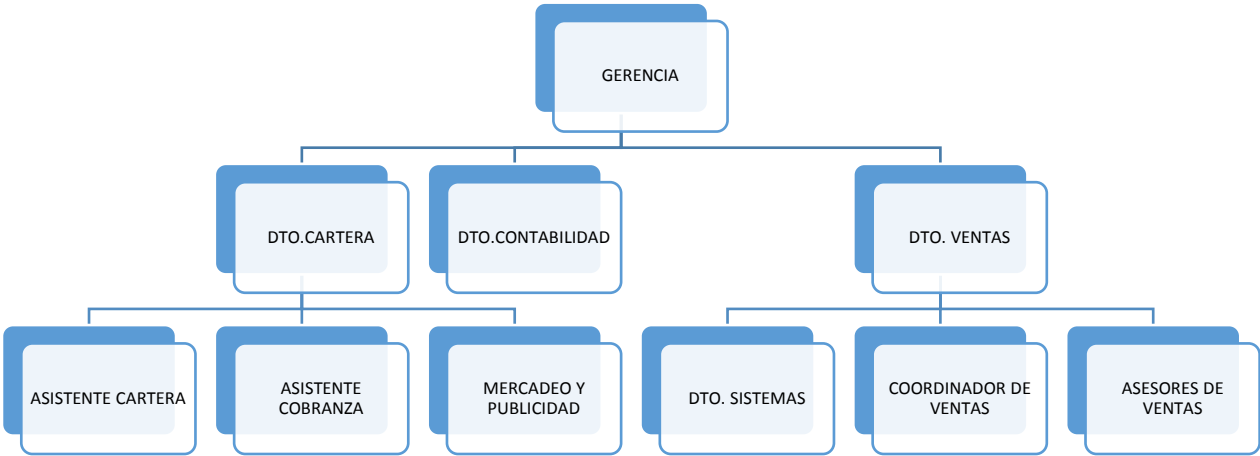 GERENCIA
DTO.CARTERA
DTO.CONTABILIDAD
DTO. VENTAS
ASISTENTE CARTERA
ASISTENTE
COBRANZA
MERCADEO Y
PUBLICIDAD
DTO. SISTEMAS
COORDINADOR DE
VENTAS
ASESORES DE
VENTAS